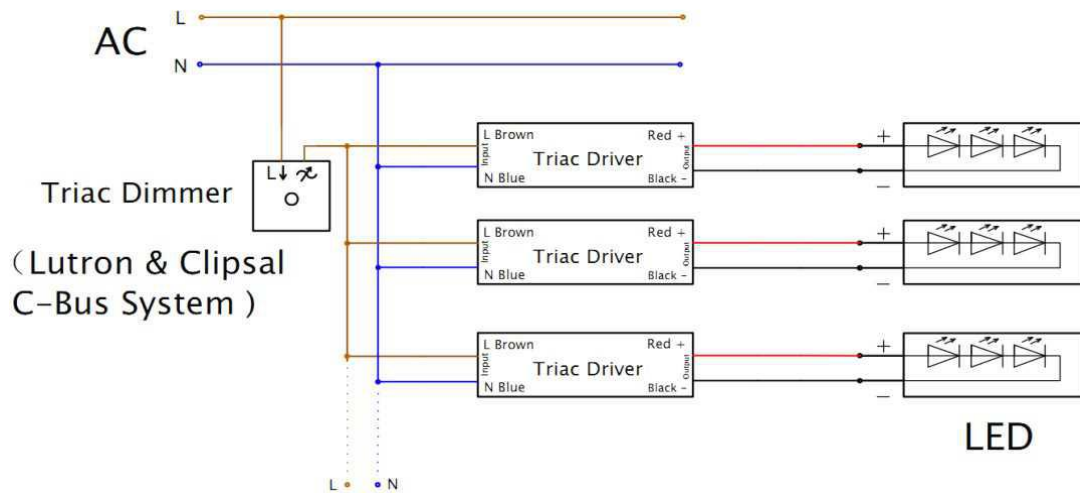 L
AC
N
L Brown
Red +
Input
Triac Driver
Output
N Blue
Black -
L
Triac Dimmer
（Lutron & Clipsal
C-Bus System )
+
−
L Brown
Red +
Input
Triac Driver
Output
N Blue
Black -
+
−
L Brown
Red +
Input
Triac Driver
Output
N Blue
Black -
+
−
LED
L
N